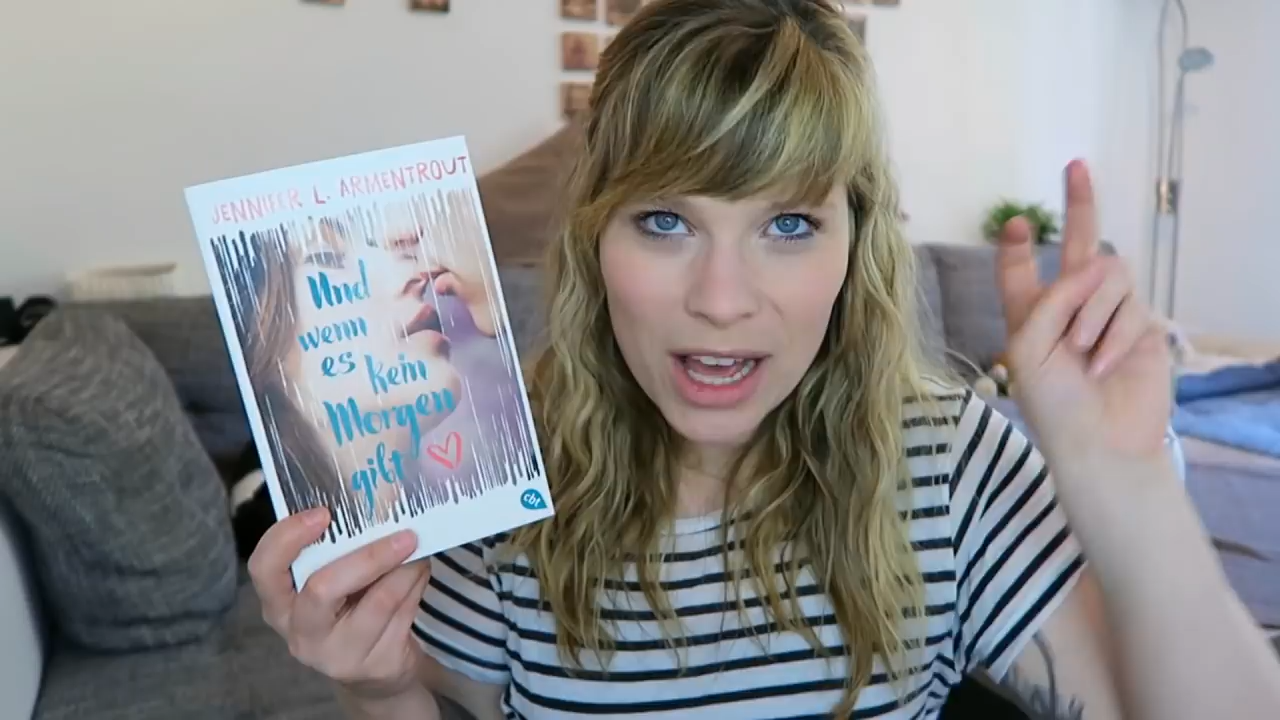 JENNIFER L. ARMENTROUT
Und
wenn
es kein
Morgen
gibt
cbt